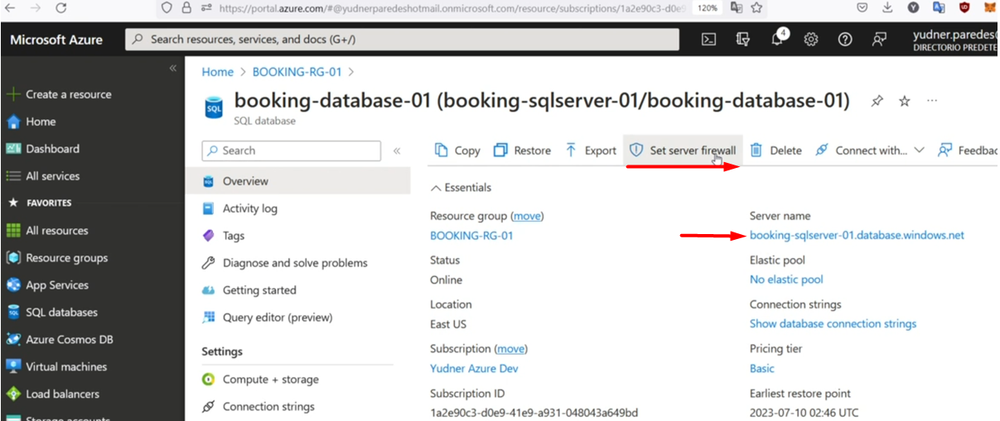 https://portal.azure.com/#@yudnerparedeshotmail.onmicrosoft.com/resource/subscriptions/1a2e90c3-d0e9
120%
Microsoft Azure
Search resources, services, and docs (G+/)
4
yudner.paredes@
DIRECTORIO PREDETE
Create a resource
Home
Dashboard
All services
FAVORITES
All resources
Resource groups
App Services
SQL databases
Azure Cosmos DB
Virtual machines
Load balancers
Storage accounts
Home > BOOKING-RG-01 >
SQL
booking-database-01 (booking-sqlserver-01/booking-database-01)
SQL database
Search
Overview
Activity log
Tags
Diagnose and solve problems
Getting started
Query editor (preview)
Settings
Compute + storage
Connection strings
Copy Restore Export Set server firewall Delete Connect with... Feedbac
Essentials
Resource group (move)
BOOKING-RG-01
Status
Online
Location
East US
Subscription (move)
Yudner Azure Dev
Subscription ID
1a2e90c3-d0e9-41e9-a931-048043a649bd
Server name
booking-sqlserver-01.database.windows.net
Elastic pool
No elastic pool
Connection strings
Show database connection strings
Pricing tier
Basic
Earliest restore point
2023-07-10 02:46 UTC